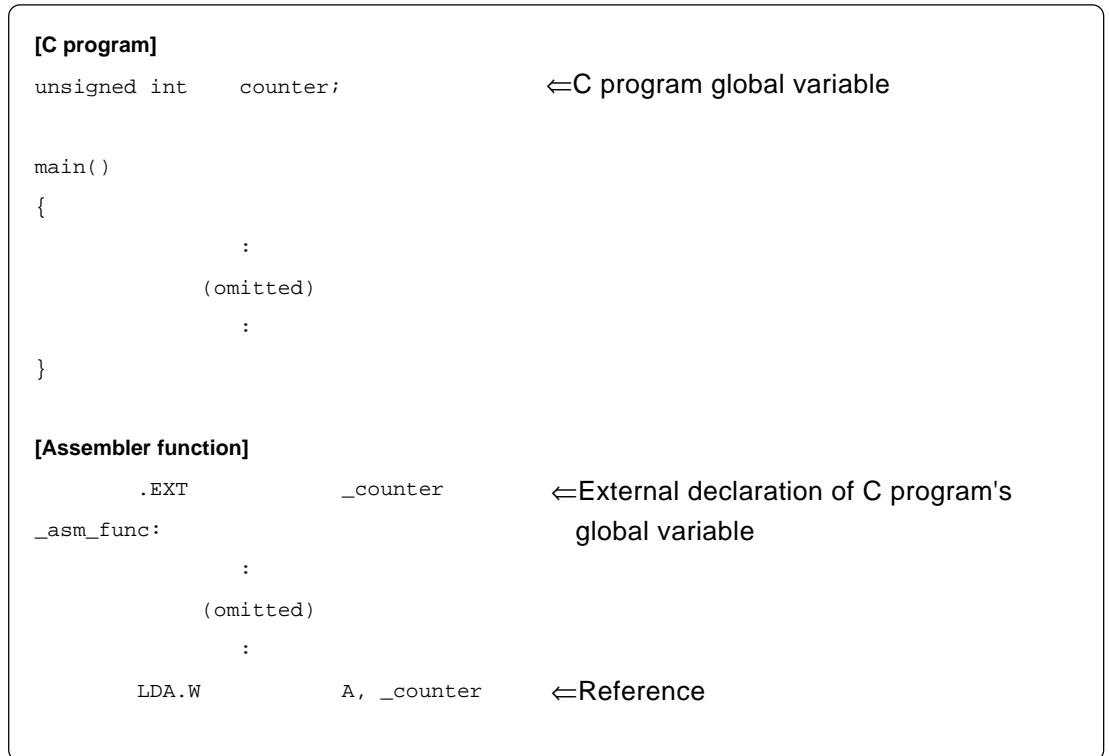 [C program]
unsigned int counter; ⇐C program global variable
main()
{
:
(omitted)
:
}
[Assembler function]
.EXT _counter ⇐External declaration of C program's
_asm_func: global variable
:
(omitted)
:
LDA.W A, _counter ⇐Reference